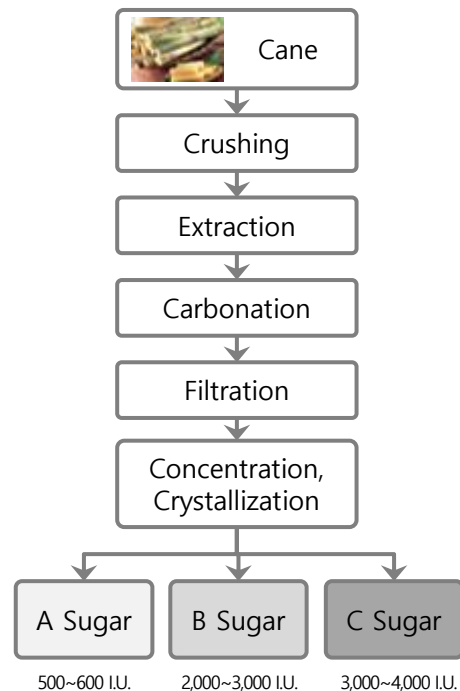 Cane
Crushing
Extraction
Carbonation
Filtration
Concentration,
Crystallization
A Sugar
B Sugar
C Sugar
500~600 I.U.
2,000~3,000 I.U.
3,000~4,000 I.U.